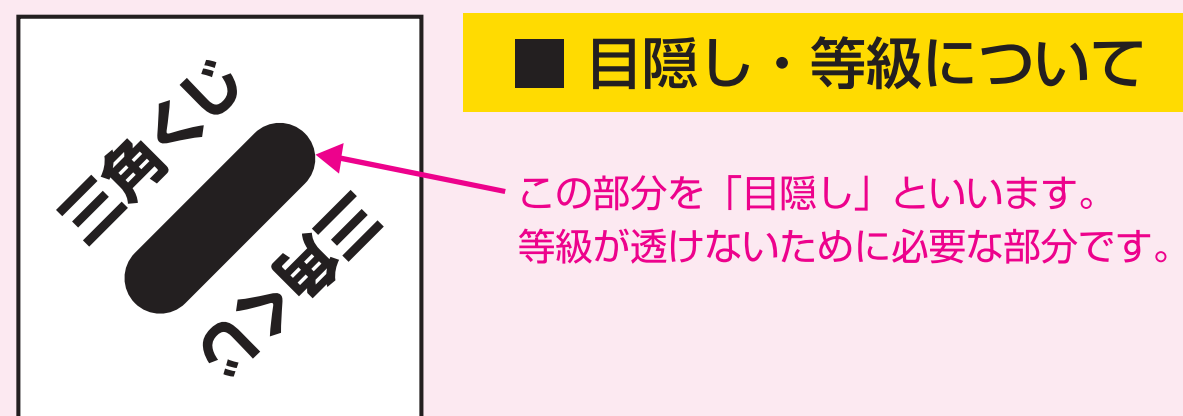 三角くじ
三角くじ
■ 目隠し・等級について
この部分を「目隠し」といいます。
等級が透けないために必要な部分です。